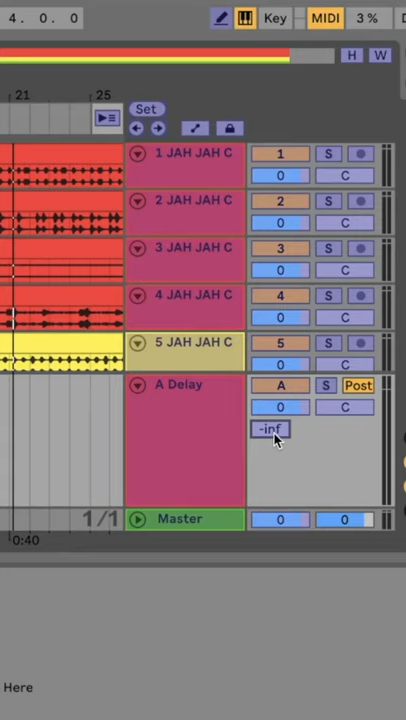 4. 0. 0
Key
MIDI
3 %
H
W
21
25
Set
1 JAH JAH C
1
S
0
C
2 JAH JAH C
2
S
0
C
3 JAH JAH C
3
S
0
C
4 JAH JAH C
4
S
0
C
5 JAH JAH C
5
S
0
C
A Delay
A
S
Post
0
C
-inf
1/1
Master
0
0
0:40
Here